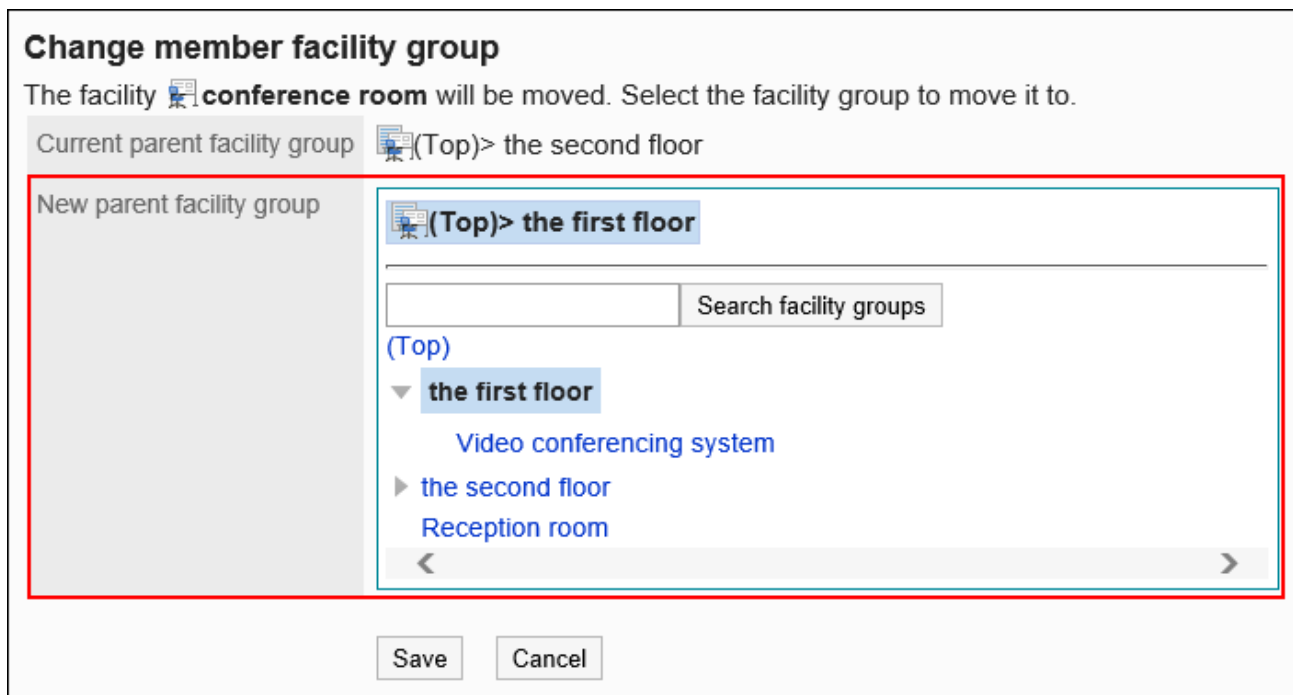 Change member facility group
The facility conference room will be moved. Select the facility group to move it to.
Current parent facility group (Top)> the second floor
New parent facility group
(Top)> the first floor
Search facility groups
(Top)
the first floor
Video conferencing system
the second floor
Reception room
Save Cancel